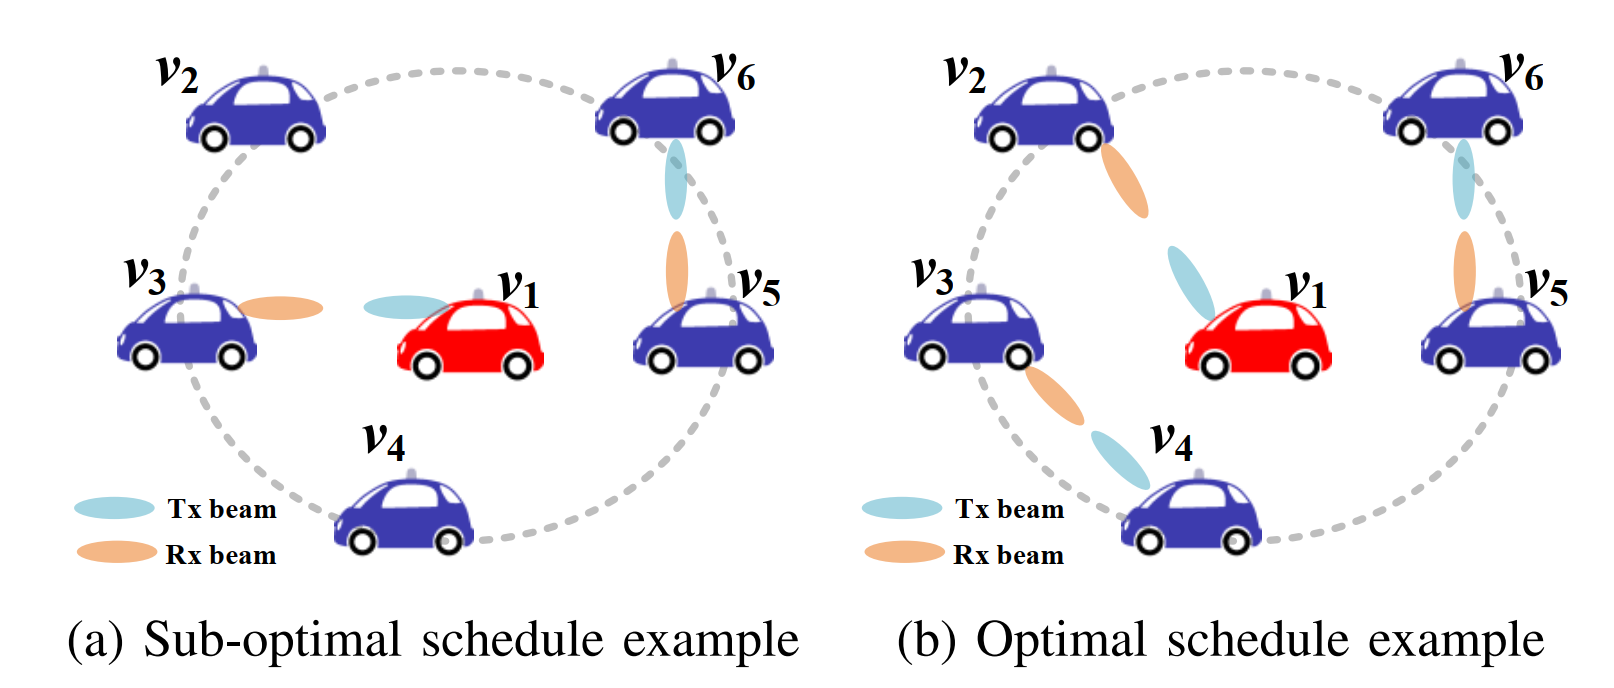 v2
v6
v3
v1
v5
v4
Tx beam
Rx beam
(a) Sub-optimal schedule example
v2
v6
v3
v1
v5
v4
Tx beam
Rx beam
(b) Optimal schedule example